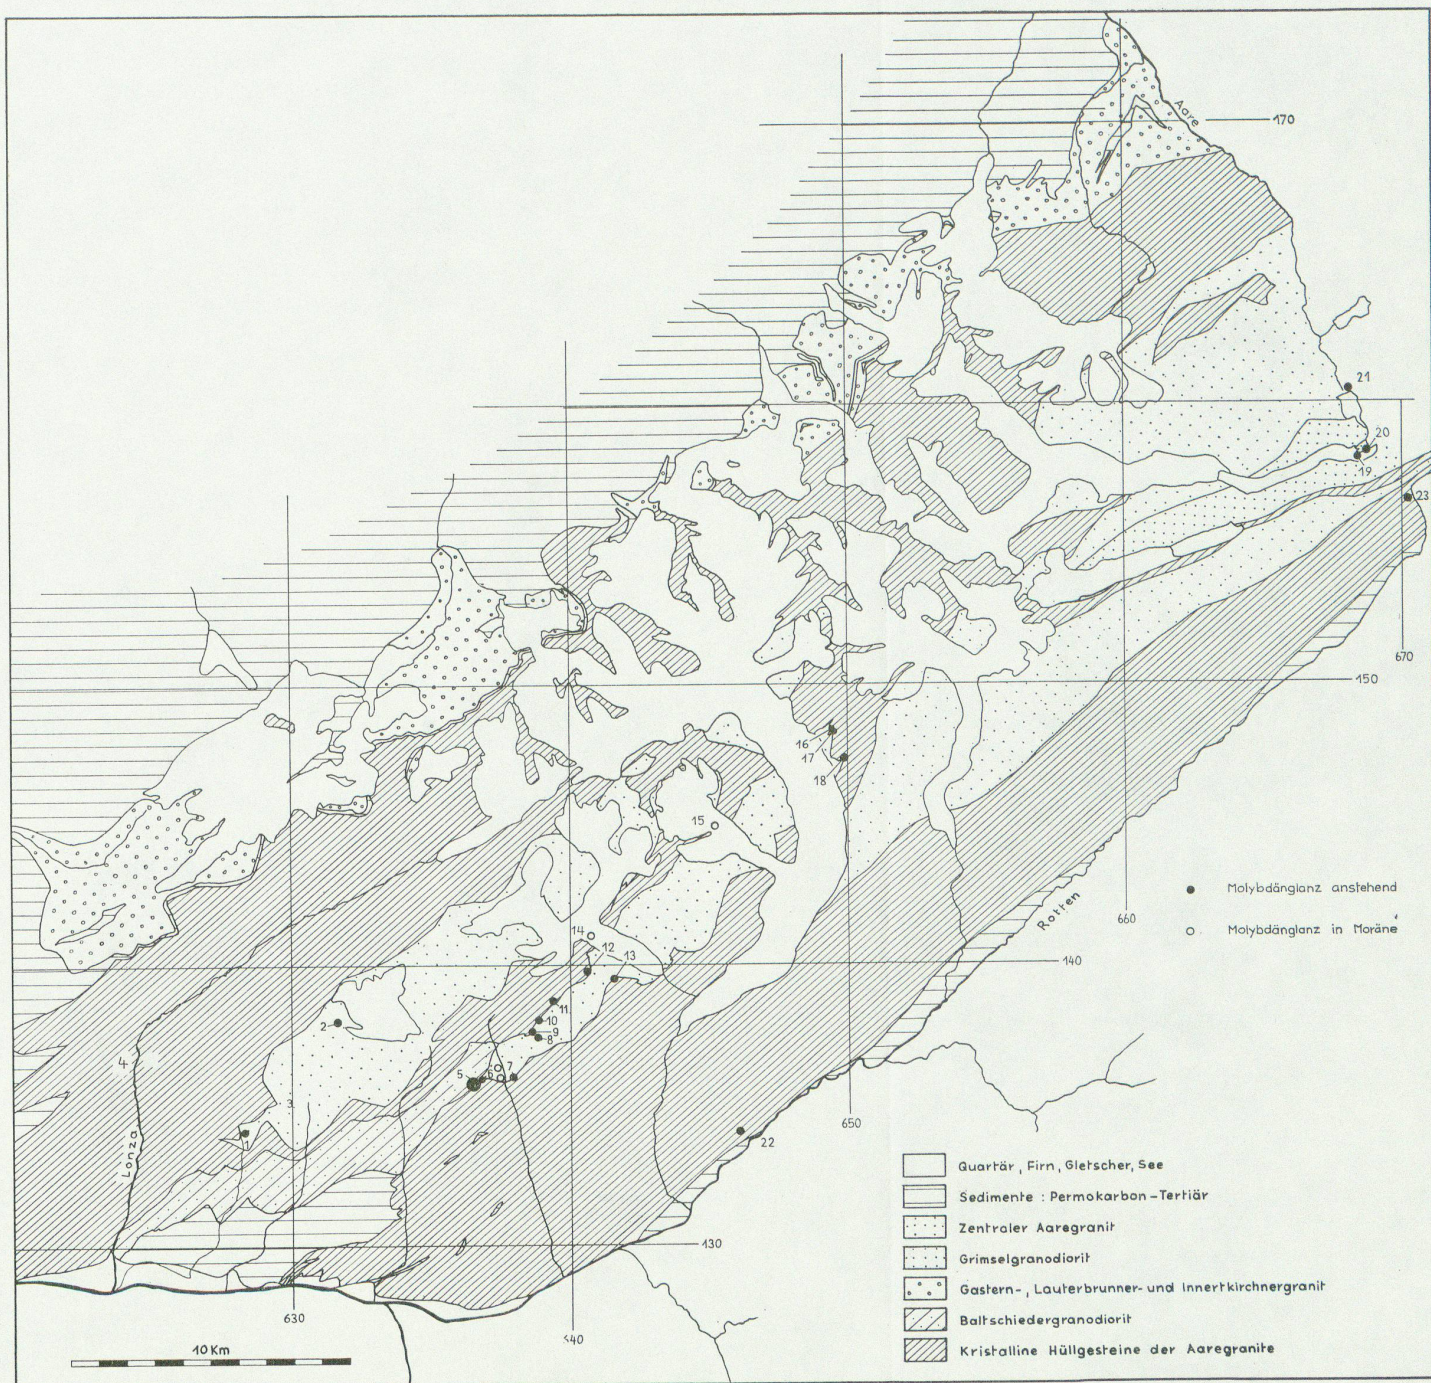 Aare
170
21
20
19
23
670
150
16
17
18
15
Molybdänglanz anstehend
Molybdänglanz in Moräne
660
Rotten
14
12
13
140
11
10
9
8
2
7
6
5
4
3
1
Lonza
22
650
Quartär, Firn, Gletscher, See
Sedimente : Permokarbon-Tertiär
Zentraler Aaregranit
Grimselgranodiorit
Gastern-, Lauterbrunner- und Innertkirchnergranit
Baltschiedergranodiorit
Kristalline Hüllgesteine der Aaregranite
130
630
640
10 Km